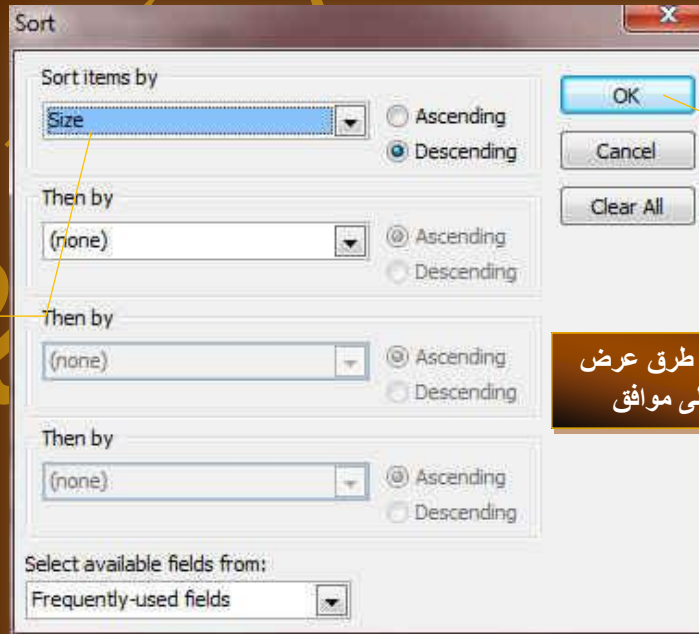 Sort
Sort items by
Size
Ascending
Descending
OK
Cancel
Clear All
Then by
(none)
Ascending
Descending
Then by
(none)
Ascending
Descending
Then by
(none)
Ascending
Descending
Select available fields from:
Frequently-used fields
طرق عرض
موافق